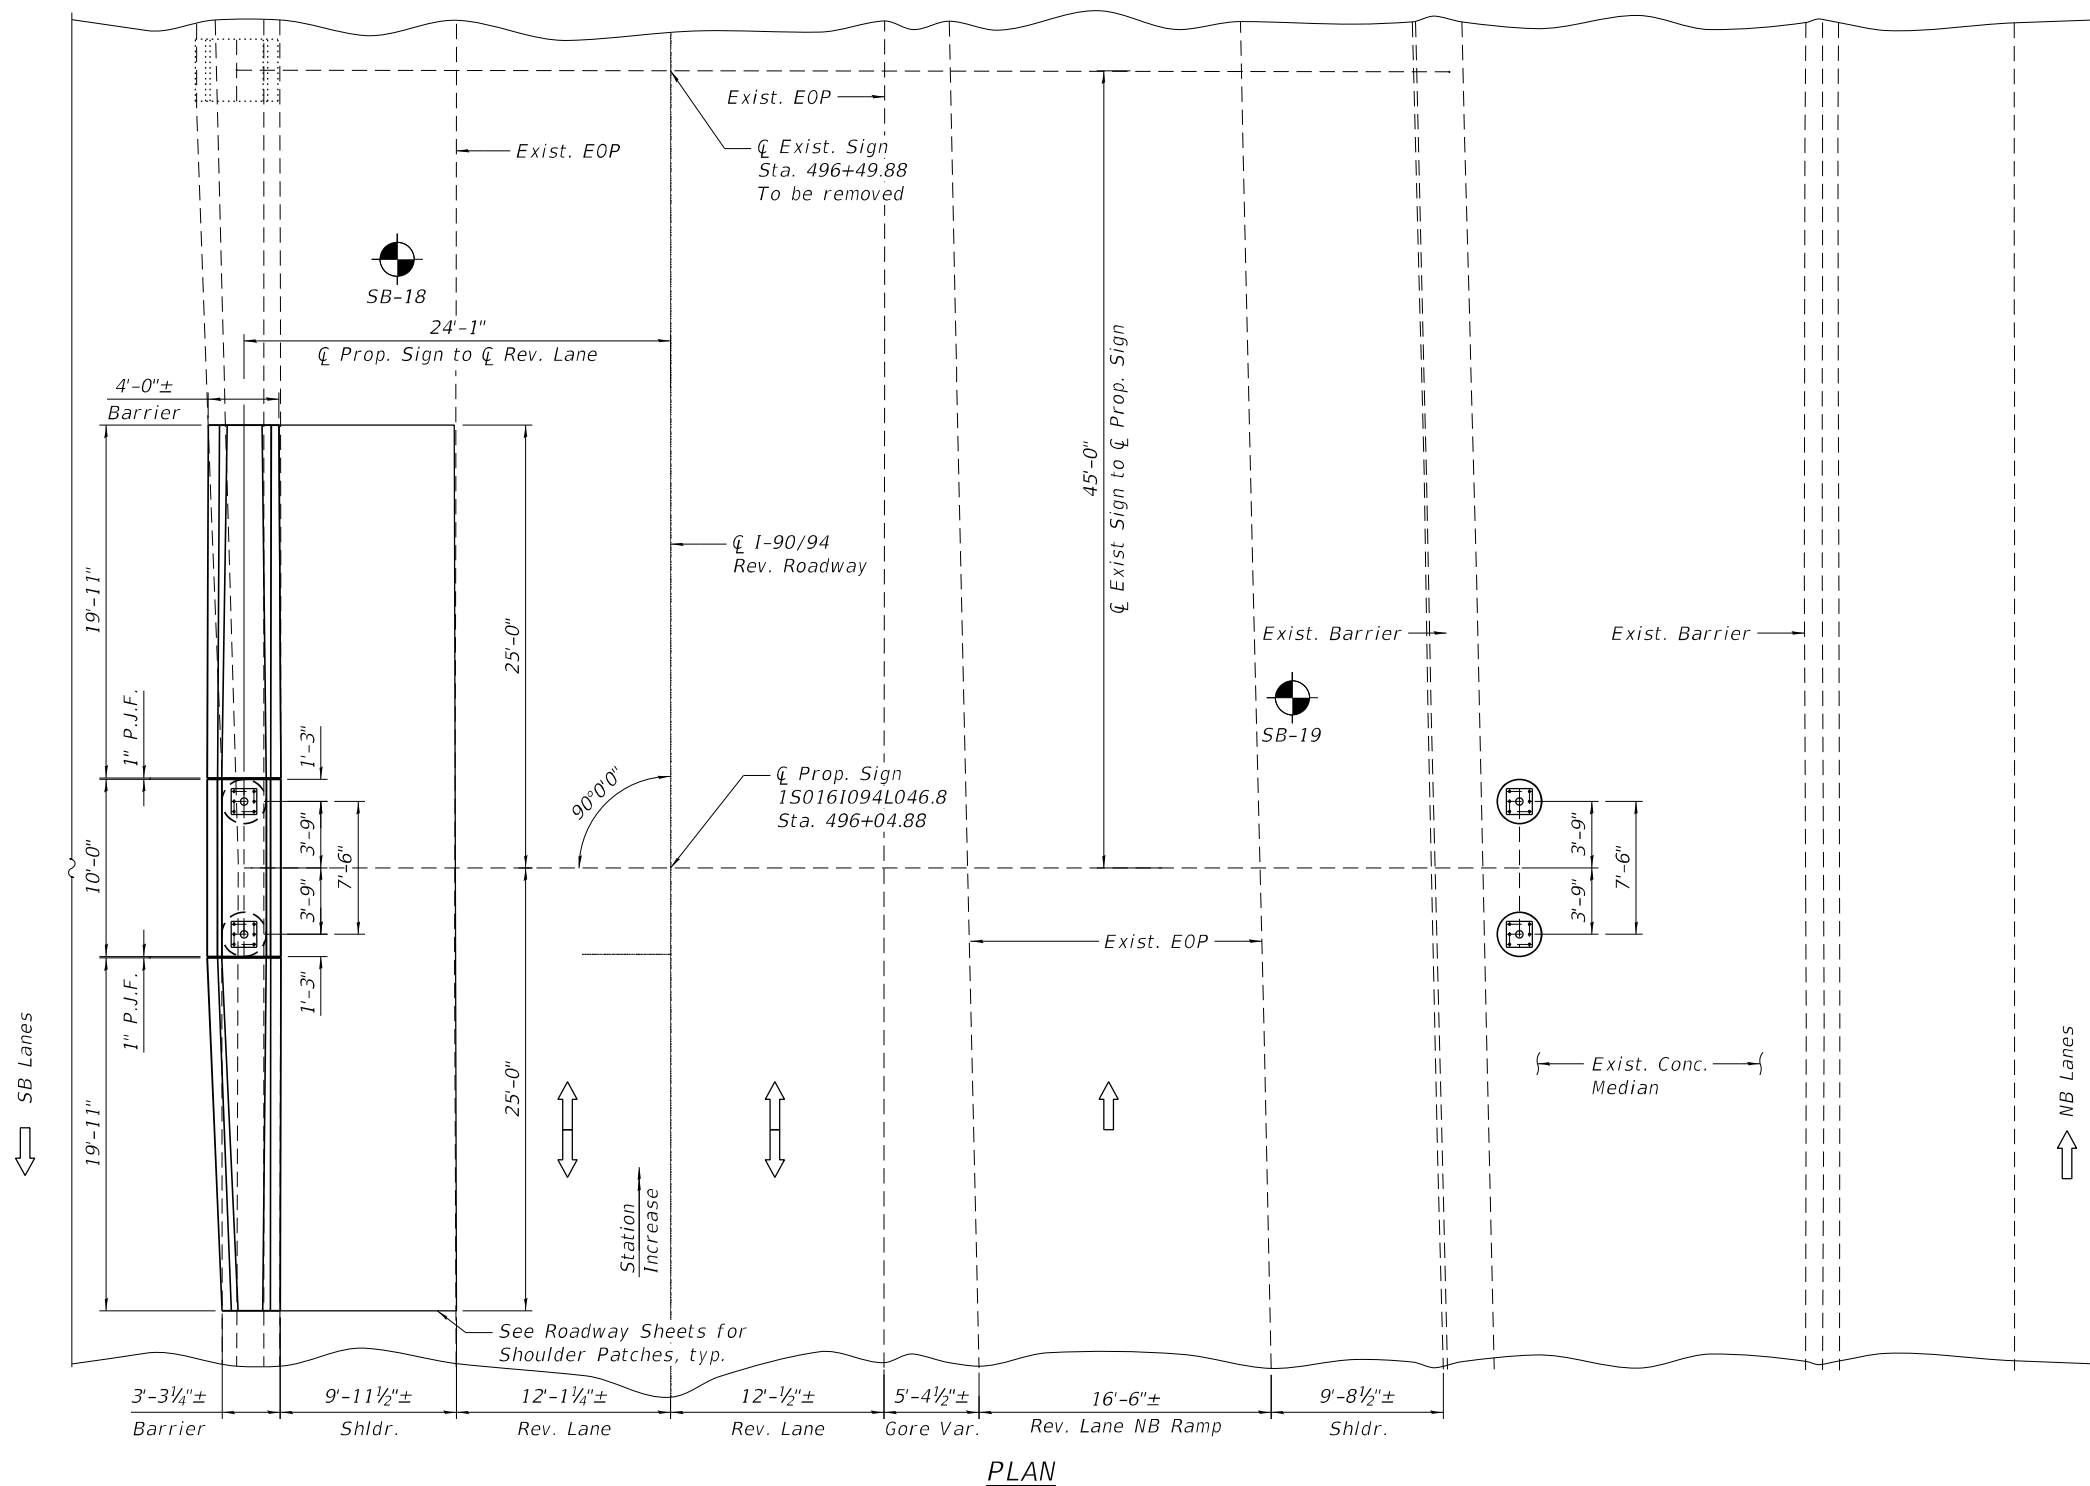 Exist. EOP
Exist. EOP
℄ Exist. Sign
Sta. 496+49.88
To be removed
SB-18
24'-1"
℄ Prop. Sign to ℄ Rev. Lane
4'-0"±
Barrier
45'-0"
℄ Exist Sign to ℄ Prop. Sign
℄ I-90/94
Rev. Roadway
19'-11"
25'-0"
Exist. Barrier
Exist. Barrier
1" P.J.F.
1'-3"
SB-19
90°0'0"
℄ Prop. Sign
1S016I094L046.8
Sta. 496+04.88
10'-0"
3'-9"
3'-9"
7'-6"
3'-9"
3'-9"
7'-6"
Exist. EOP
1" P.J.F.
1'-3"
SB Lanes
19'-11"
25'-0"
Exist. Conc.
Median
NB Lanes
Station
Increase
See Roadway Sheets for
Shoulder Patches, typ.
3'-3¼"±
Barrier
9'-11½"±
Shldr.
12'-1¼"±
Rev. Lane
12'-½"±
Rev. Lane
5'-4½"±
Gore Var.
16'-6"±
Rev. Lane NB Ramp
9'-8½"±
Shldr.
PLAN